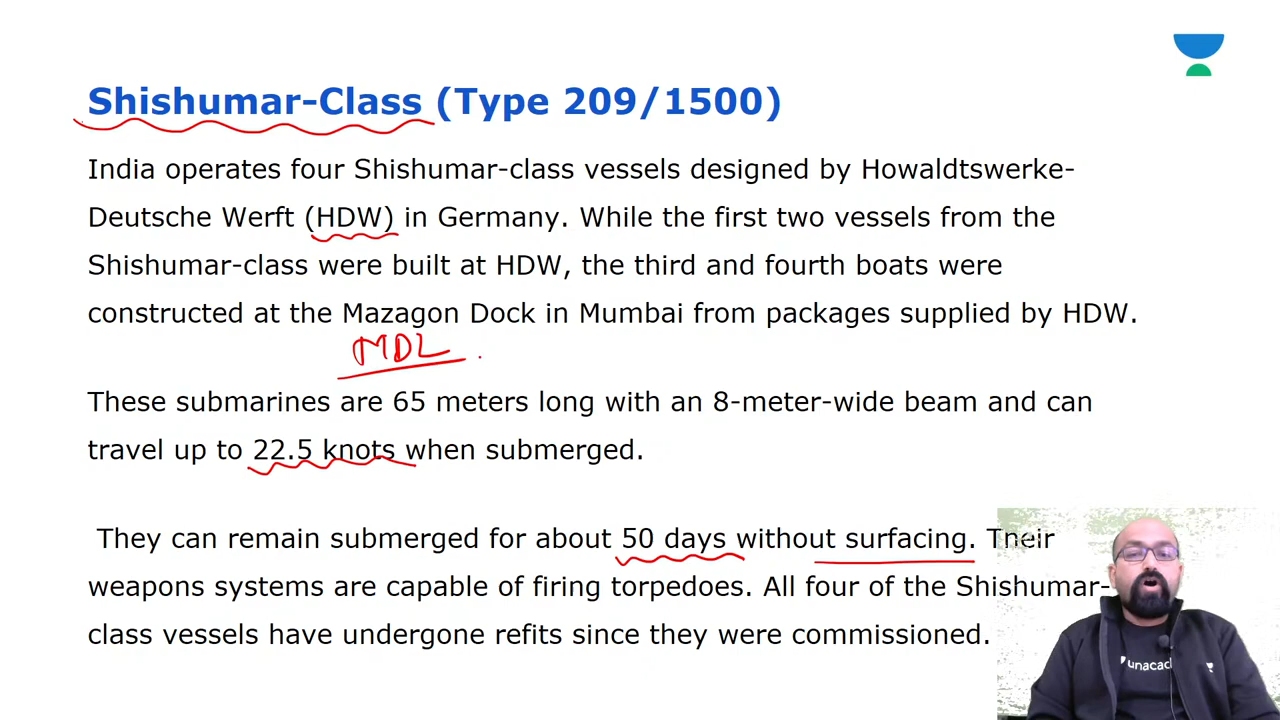 Shishumar-Class (Type 209/1500)
India operates four Shishumar-class vessels designed by Howaldtswerke-
Deutsche Werft (HDW) in Germany. While the first two vessels from the
Shishumar-class were built at HDW, the third and fourth boats were
constructed at the Mazagon Dock in Mumbai from packages supplied by HDW.
MDL
These submarines are 65 meters long with an 8-meter-wide beam and can
travel up to 22.5 knots when submerged.
They can remain submerged for about 50 days without surfacing. Their
weapons systems are capable of firing torpedoes. All four of the Shishumar-
class vessels have undergone refits since they were commissioned.
unacad